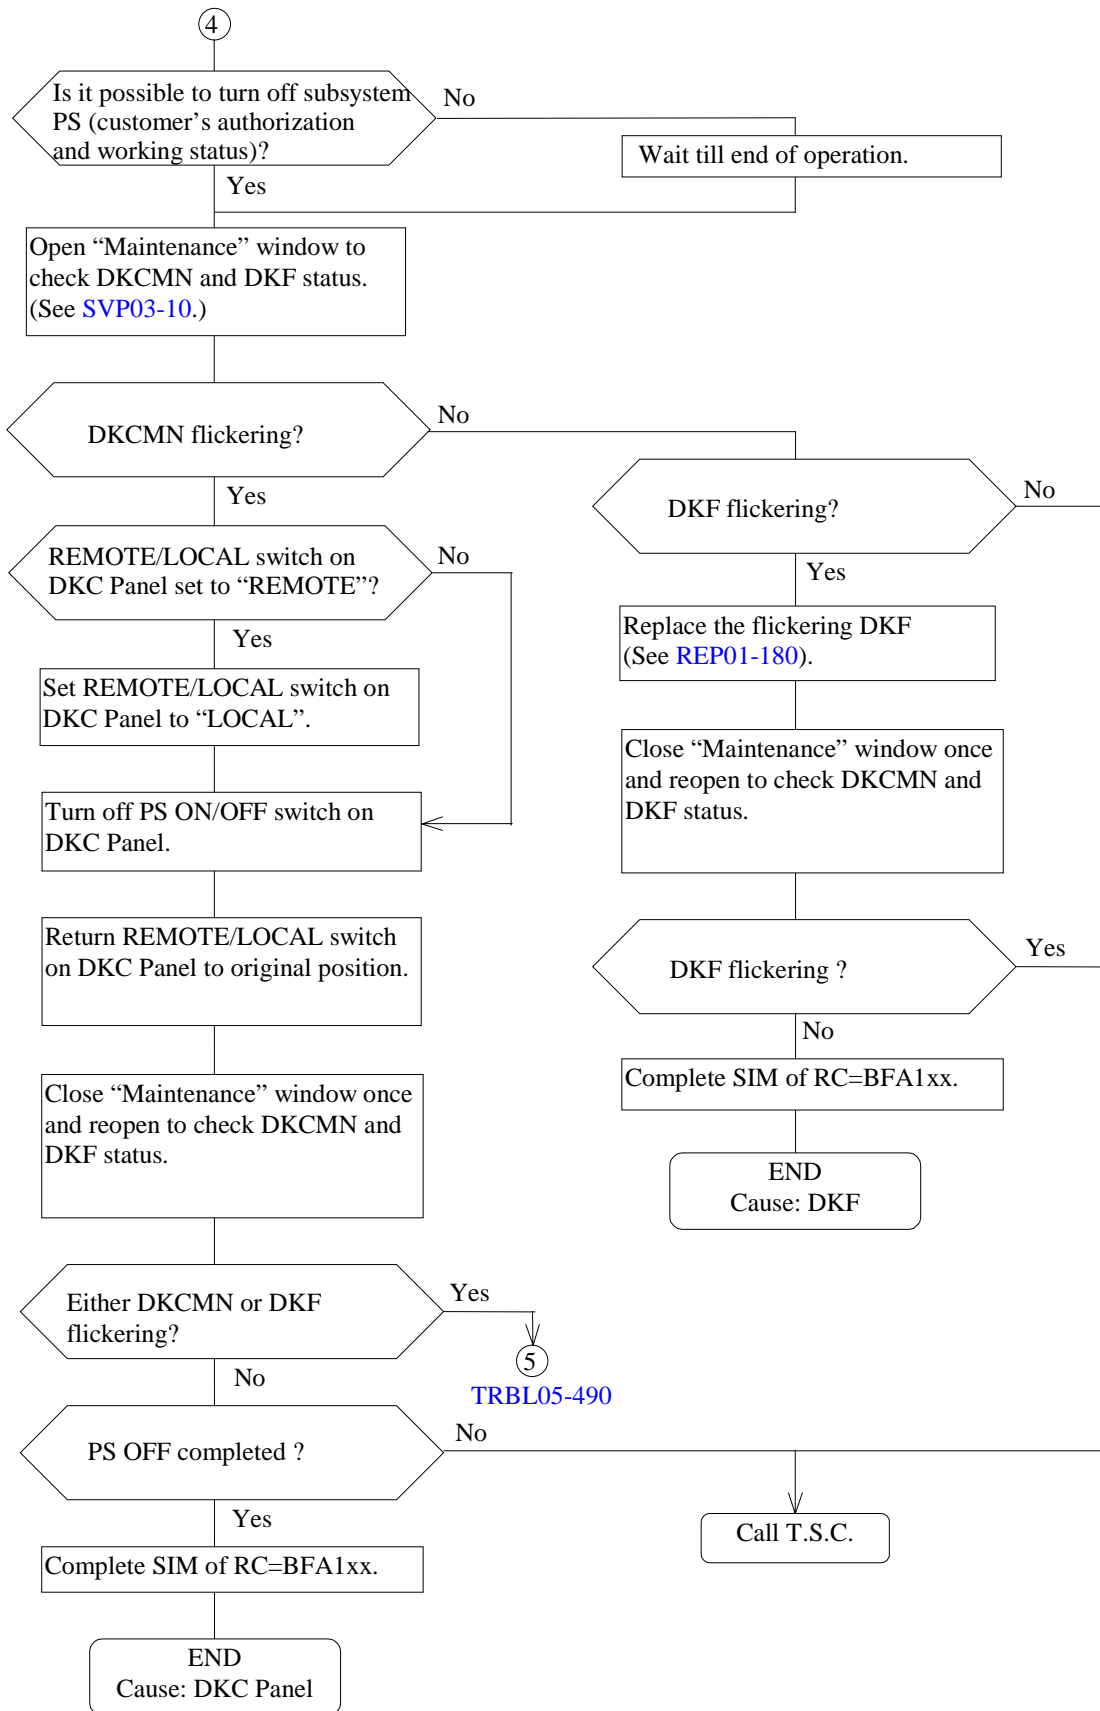 4
Is it possible to turn off subsystem
PS (customer’s authorization
and working status)?
No
Wait till end of operation.
Yes
Open “Maintenance” window to
check DKCMN and DKF status.
(See SVP03-10.)
DKCMN flickering?
No
Yes
DKF flickering?
No
Yes
REMOTE/LOCAL switch on
DKC Panel set to “REMOTE”?
No
Yes
Replace the flickering DKF
(See REP01-180).
Set REMOTE/LOCAL switch on
DKC Panel to “LOCAL”.
Close “Maintenance” window once
and reopen to check DKCMN and
DKF status.
Turn off PS ON/OFF switch on
DKC Panel.
Return REMOTE/LOCAL switch
on DKC Panel to original position.
DKF flickering ?
Yes
No
Complete SIM of RC=BFA1xx.
END
Cause: DKF
Close “Maintenance” window once
and reopen to check DKCMN and
DKF status.
Either DKCMN or DKF
flickering?
Yes
5
TRBL05-490
No
PS OFF completed ?
No
Call T.S.C.
Yes
Complete SIM of RC=BFA1xx.
END
Cause: DKC Panel